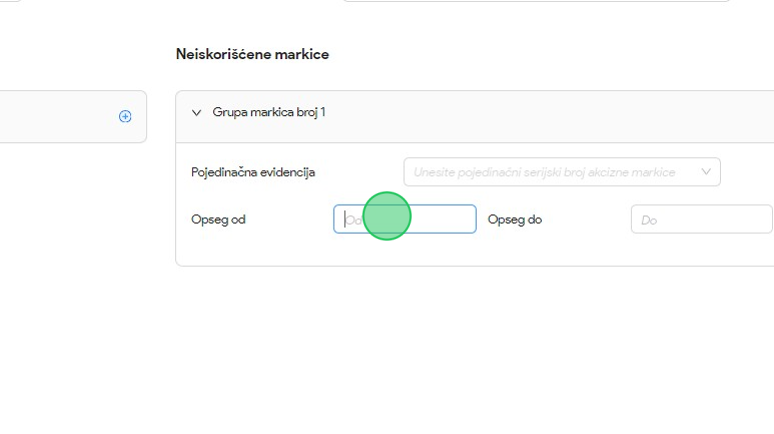 Neiskorišćene markice
Grupa markica broj 1
Pojedinačna evidencija Unesite pojedinačni serijski broj akcizne markice
Opseg od Od Opseg do Do